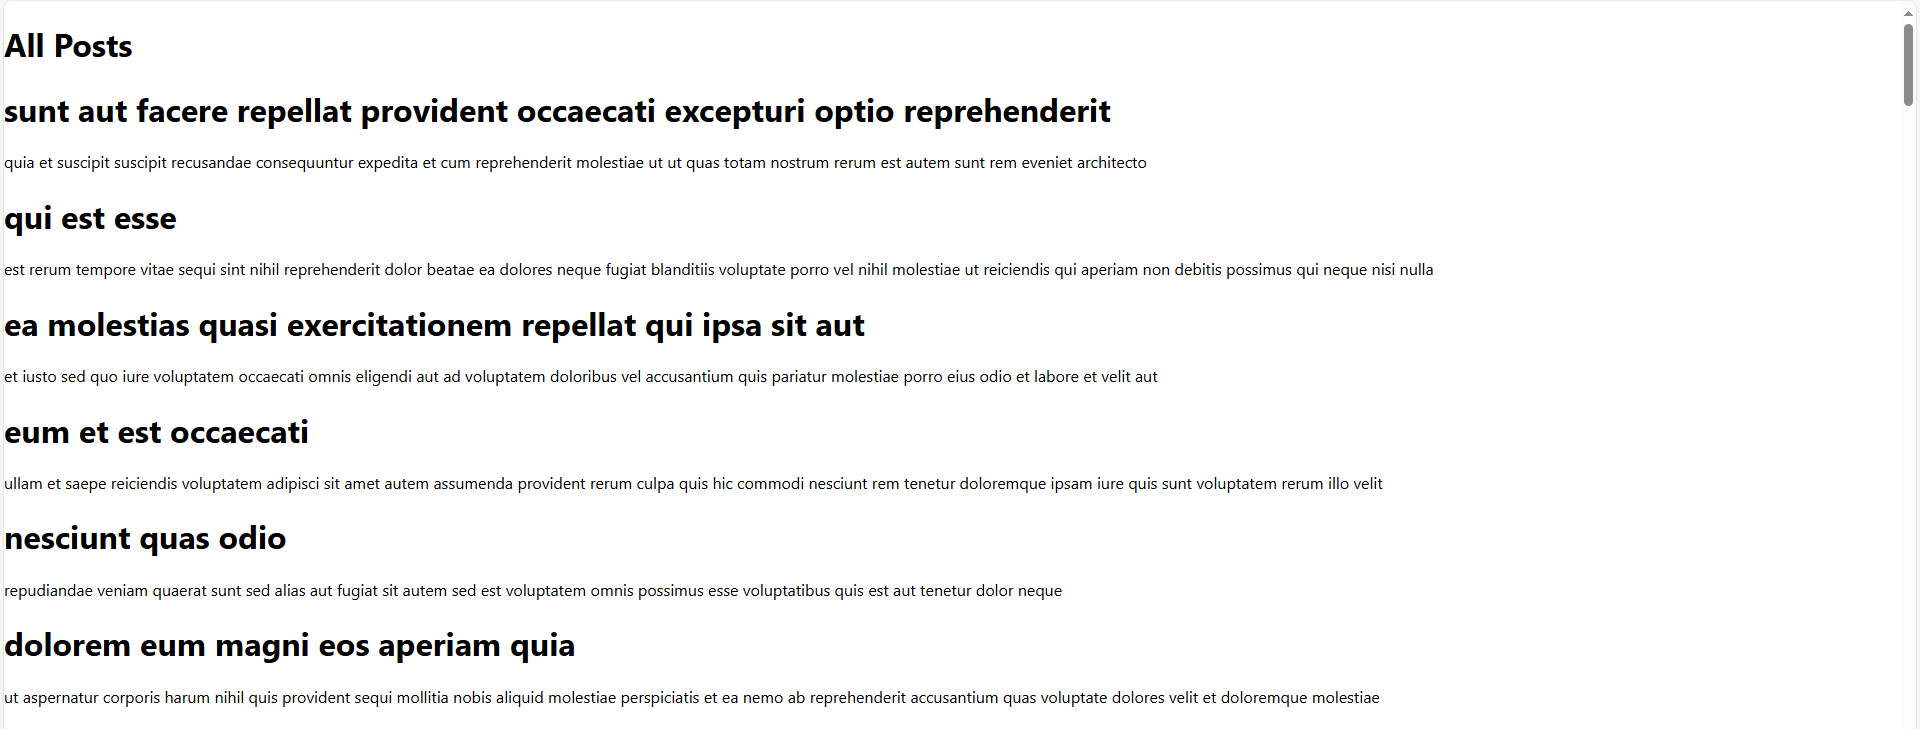 All Posts
sunt aut facere repellat provident occaecati excepturi optio reprehenderit
quia et suscipit suscipit recusandae consequuntur expedita et cum reprehenderit molestiae ut ut quas totam nostrum rerum est autem sunt rem eveniet architecto
qui est esse
est rerum tempore vitae sequi sint nihil reprehenderit dolor beatae ea dolores neque fugiat blanditiis voluptate porro vel nihil molestiae ut reiciendis qui aperiam non debitis possimus qui neque nisi nulla
ea molestias quasi exercitationem repellat qui ipsa sit aut
et iusto sed quo iure voluptatem occaecati omnis eligendi aut ad voluptatem doloribus vel accusantium quis pariatur molestiae porro eius odio et labore et velit aut
eum et est occaecati
ullam et saepe reiciendis voluptatem adipisci sit amet autem assumenda provident rerum culpa quis hic commodi nesciunt rem tenetur doloremque ipsam iure quis sunt voluptatem rerum illo velit
nesciunt quas odio
repudiandae veniam quaerat sunt sed alias aut fugiat sit autem sed est voluptatem omnis possimus esse voluptatibus quis est aut tenetur dolor neque
dolorem eum magni eos aperiam quia
ut aspernatur corporis harum nihil quis provident sequi mollitia nobis aliquid molestiae perspiciatis et ea nemo ab reprehenderit accusantium quas voluptate dolores velit et doloremque molestiae